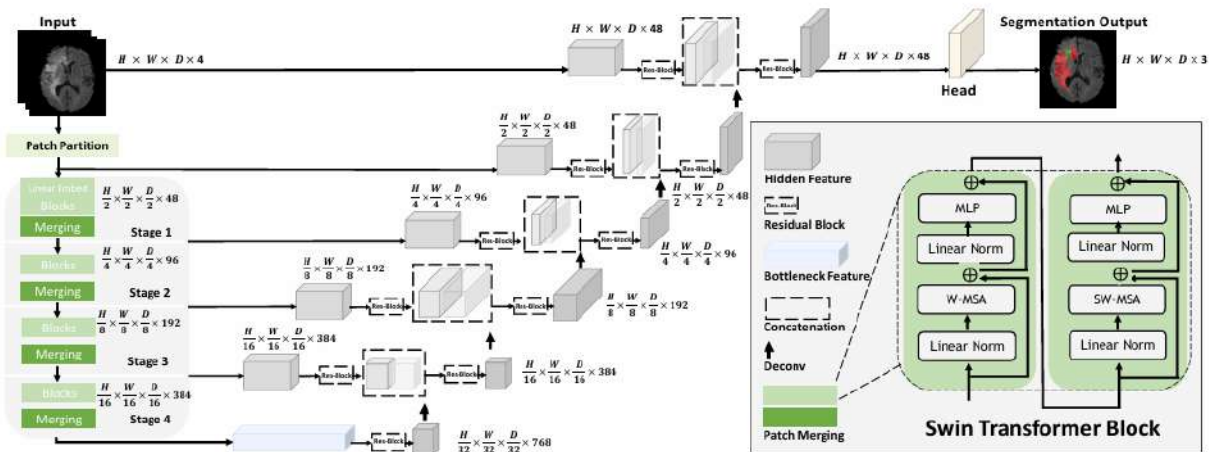 Input
H × W × D × 4
H × W × D × 48
Res-Block
Res-Block
H × W × D × 48
Head
Segmentation Output
H × W × D × 3
Patch Partition
H/2 × W/2 × D/2 × 48
Res-Block
Res-Block
H/2 × W/2 × D/2 × 48
Linear Embed
Blocks
H/2 × W/2 × D/2 × 48
Merging
Stage 1
H/4 × W/4 × D/4 × 96
Res-Block
Res-Block
H/4 × W/4 × D/4 × 96
Blocks
H/4 × W/4 × D/4 × 96
Merging
Stage 2
H/8 × W/8 × D/8 × 192
Res-Block
Res-Block
H/8 × W/8 × D/8 × 192
Blocks
H/8 × W/8 × D/8 × 192
Merging
Stage 3
H/16 × W/16 × D/16 × 384
Res-Block
Res-Block
H/16 × W/16 × D/16 × 384
Blocks
H/16 × W/16 × D/16 × 384
Merging
Stage 4
Res-Block
H/32 × W/32 × D/32 × 768
Hidden Feature
Res-Block
Residual Block
Bottleneck Feature
Concatenation
Deconv
Patch Merging
MLP
Linear Norm
W-MSA
Linear Norm
MLP
Linear Norm
SW-MSA
Linear Norm
Swin Transformer Block